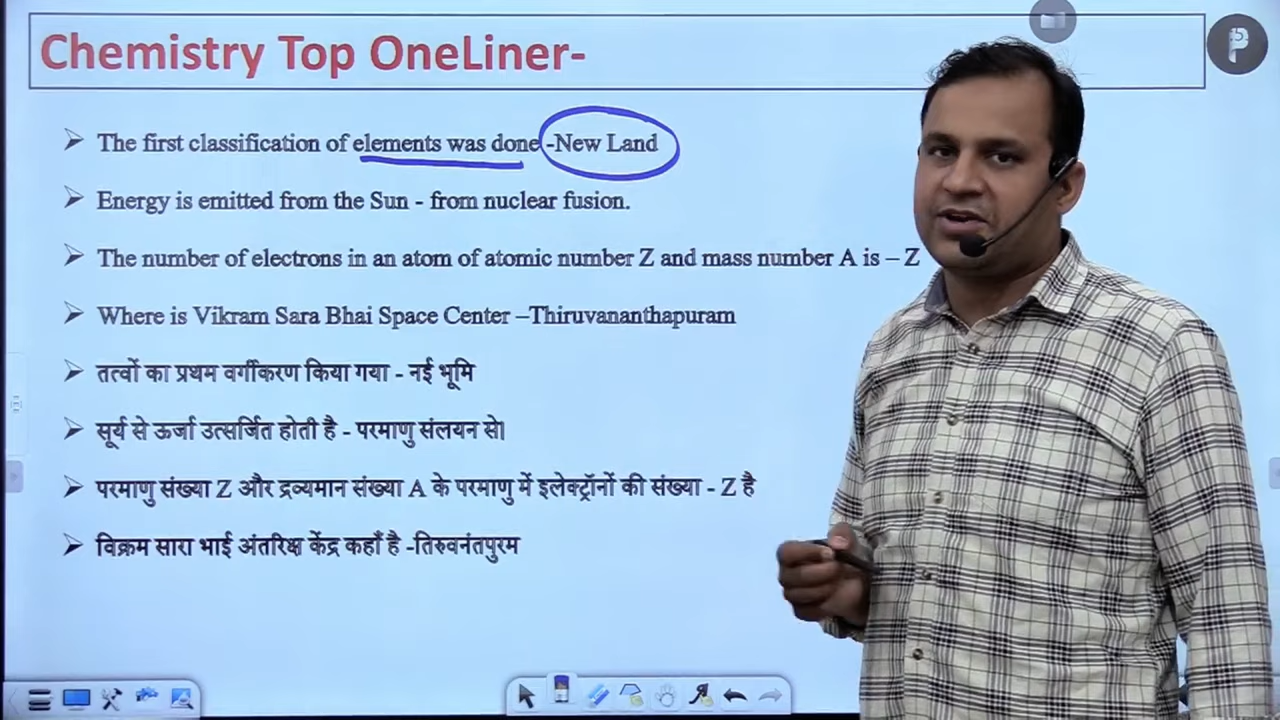 Chemistry Top OneLiner-
The first classification of elements was done -New Land
Energy is emitted from the Sun - from nuclear fusion.
The number of electrons in an atom of atomic number Z and mass number A is – Z
Where is Vikram Sara Bhai Space Center –Thiruvananthapuram
तत्वों का प्रथम वर्गीकरण किया गया - नई भूमि
सूर्य से ऊर्जा उत्सर्जित होती है - परमाणु संलयन से।
परमाणु संख्या Z और द्रव्यमान संख्या A के परमाणु में इलेक्ट्रॉनों की संख्या - Z है
विक्रम सारा भाई अंतरिक्ष केंद्र कहाँ है -तिरुवनंतपुरम